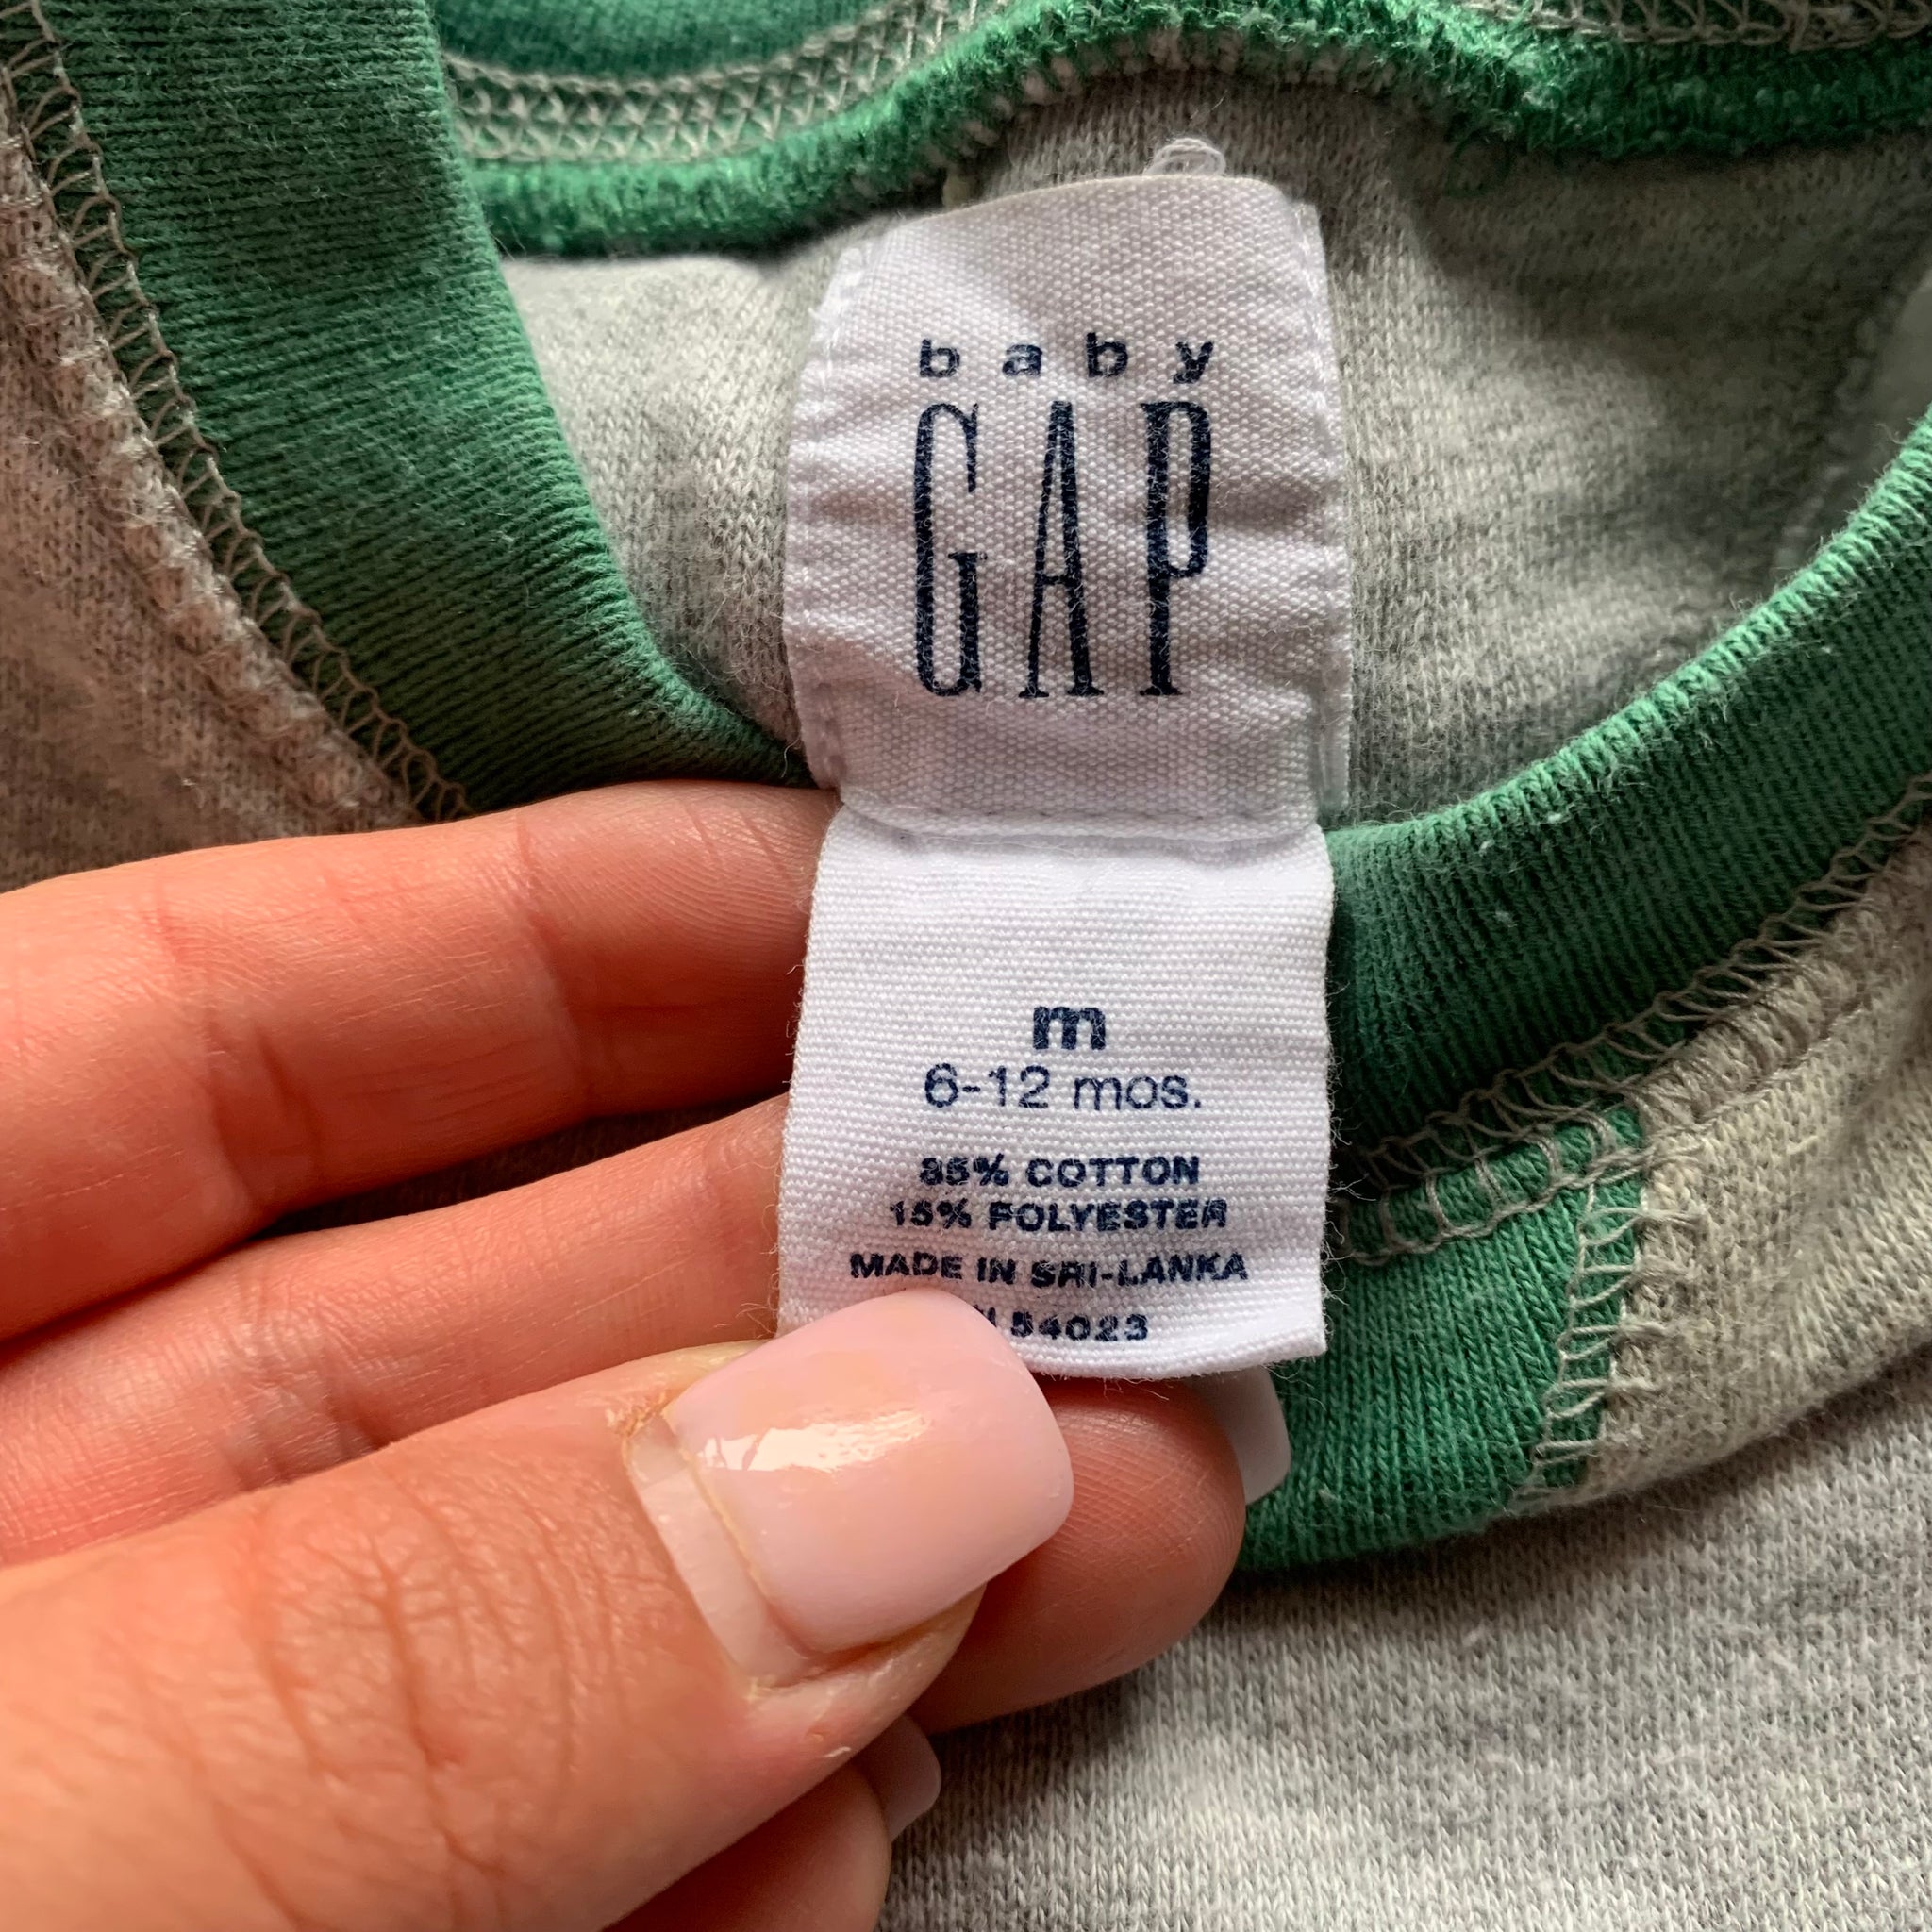 baby
GAP
m
6-12 mos.
85% COTTON
15% POLYESTER
MADE IN SRI-LANKA
54023